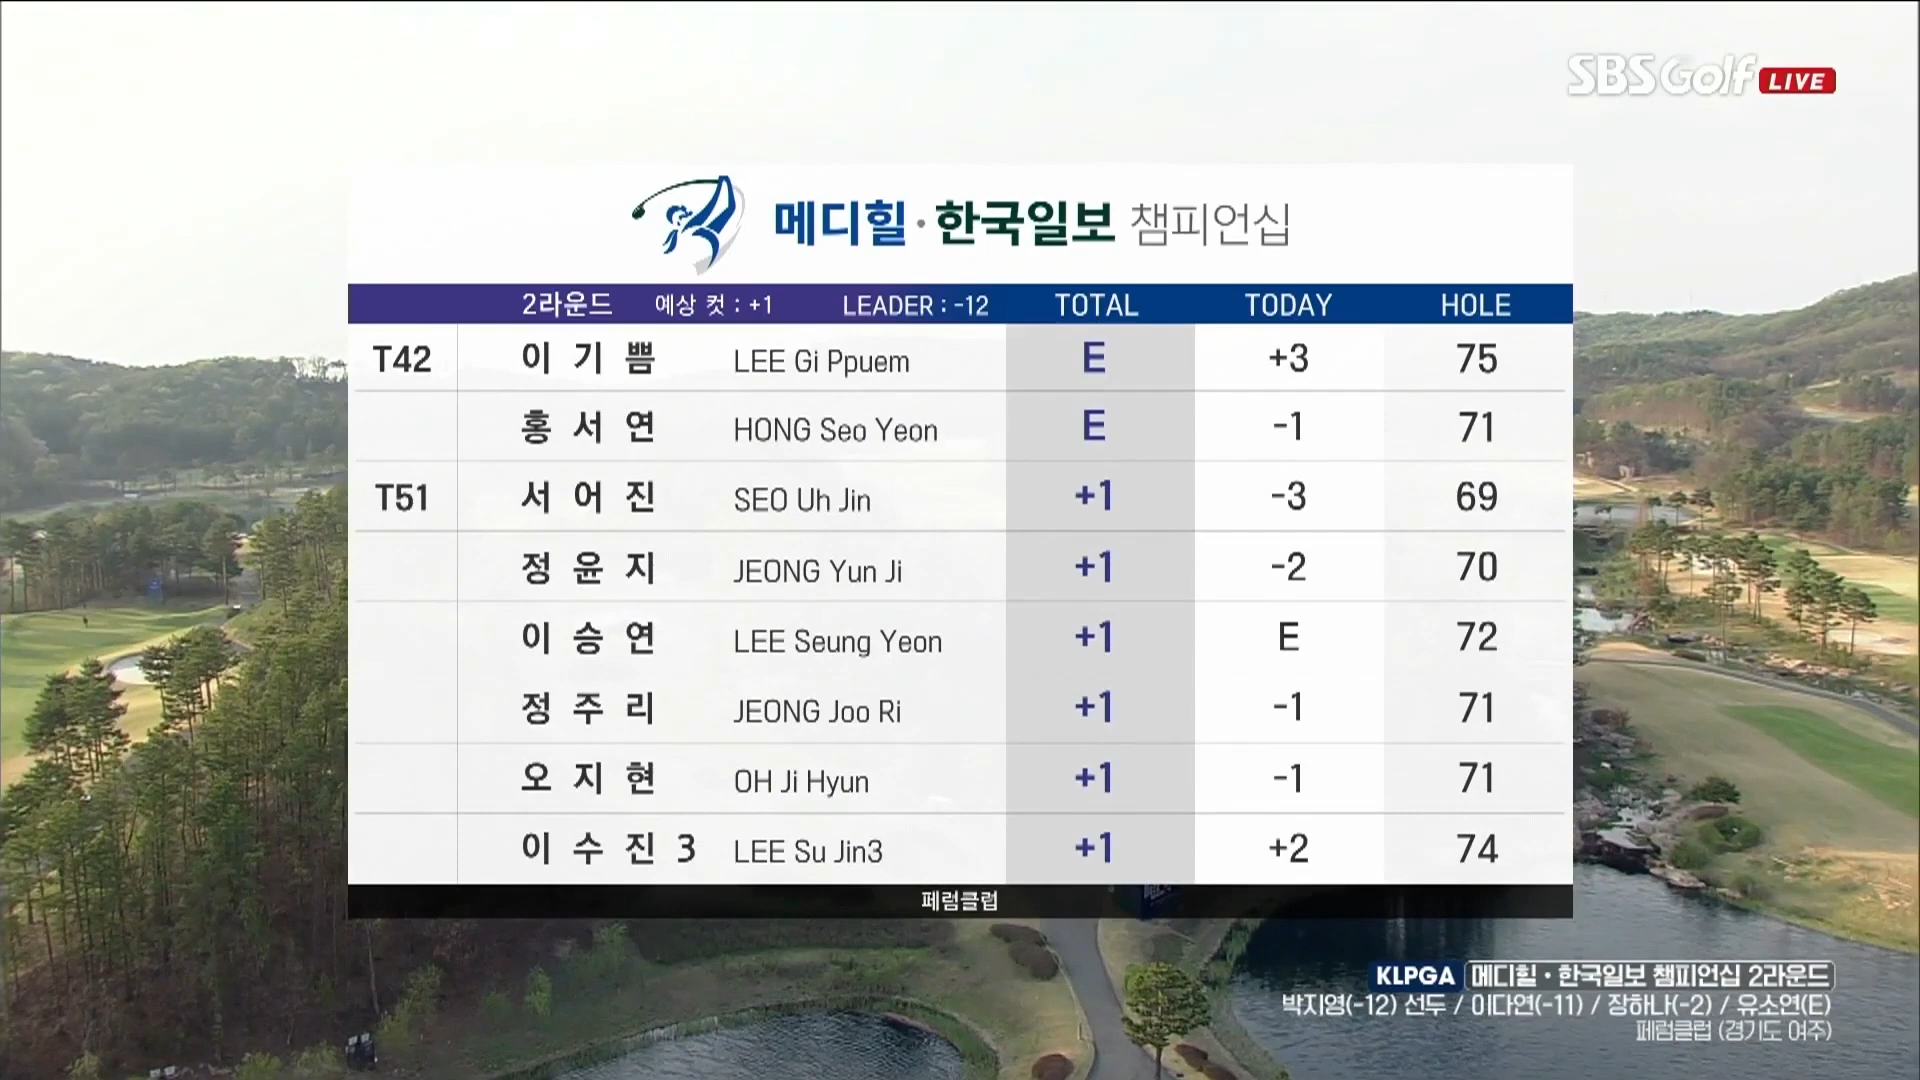 SBS Golf LIVE
메디힐·한국일보 챔피언십
2라운드 예상 컷 : +1 LEADER : -12 TOTAL TODAY HOLE
T42 이기쁨 LEE Gi Ppuem E +3 75
홍서연 HONG Seo Yeon E -1 71
T51 서어진 SEO Uh Jin +1 -3 69
정윤지 JEONG Yun Ji +1 -2 70
이승연 LEE Seung Yeon +1 E 72
정주리 JEONG Joo Ri +1 -1 71
오지현 OH Ji Hyun +1 -1 71
이수진3 LEE Su Jin3 +1 +2 74
페럼클럽
KLPGA 메디힐·한국일보 챔피언십 2라운드
박지영(-12) 선두 / 이다연(-11) / 장하나(-2) / 유소연(E)
페럼클럽 (경기도 여주)